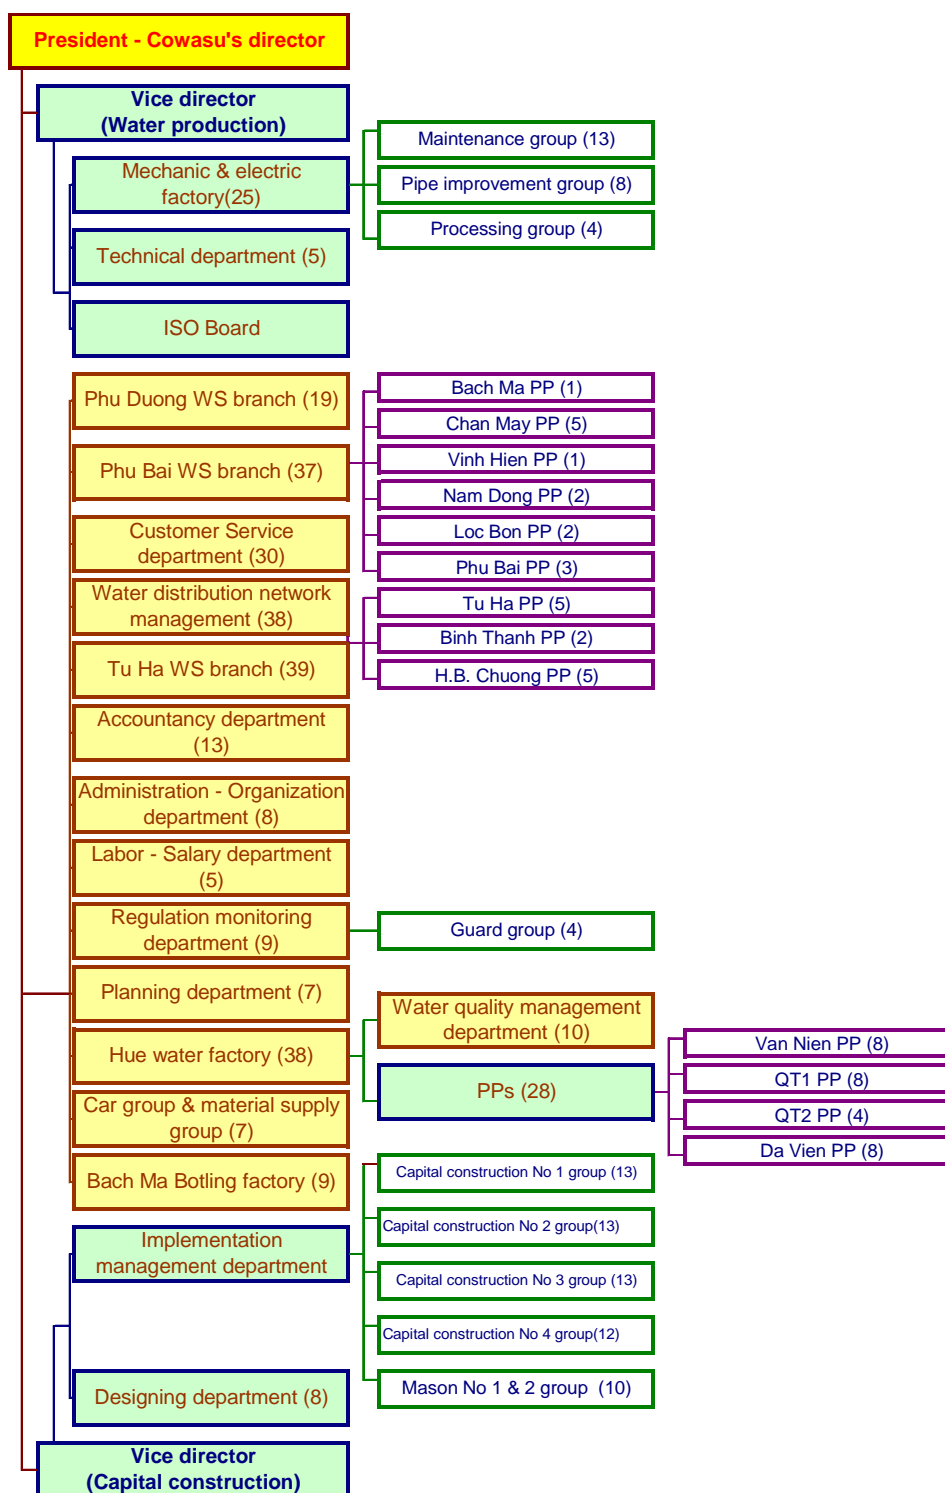 President - Cowasu's director
Vice director
(Water production)
Mechanic & electric
factory(25)
Maintenance group (13)
Pipe improvement group (8)
Processing group (4)
Technical department (5)
ISO Board
Phu Duong WS branch (19)
Phu Bai WS branch (37)
Bach Ma PP (1)
Chan May PP (5)
Vinh Hien PP (1)
Nam Dong PP (2)
Loc Bon PP (2)
Phu Bai PP (3)
Customer Service
department (30)
Water distribution network
management (38)
Tu Ha WS branch (39)
Tu Ha PP (5)
Binh Thanh PP (2)
H.B. Chuong PP (5)
Accountancy department
(13)
Administration - Organization
department (8)
Labor - Salary department
(5)
Regulation monitoring
department (9)
Guard group (4)
Planning department (7)
Hue water factory (38)
Water quality management
department (10)
PPs (28)
Van Nien PP (8)
QT1 PP (8)
QT2 PP (4)
Da Vien PP (8)
Car group & material supply
group (7)
Bach Ma Botling factory (9)
Implementation
management department
Capital construction No 1 group (13)
Capital construction No 2 group(13)
Capital construction No 3 group (13)
Capital construction No 4 group(12)
Mason No 1 & 2 group (10)
Designing department (8)
Vice director
(Capital construction)